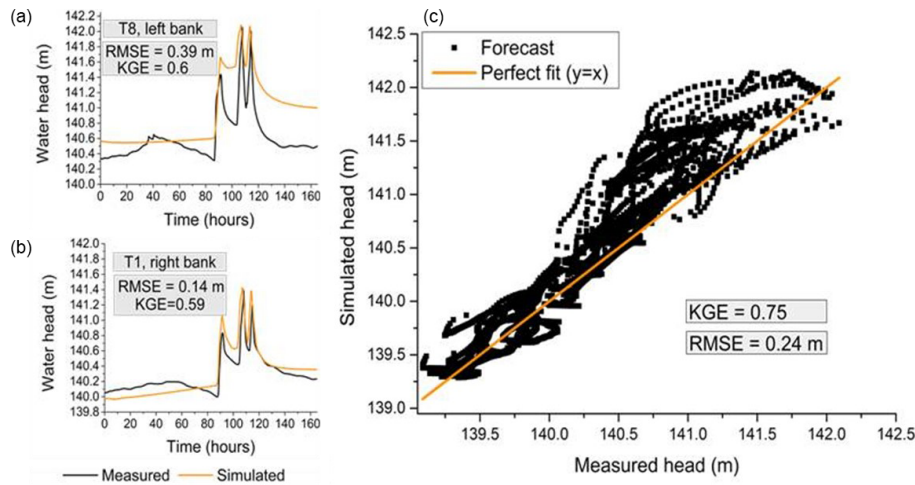 (a)
T8, left bank
RMSE = 0.39 m
KGE = 0.6
Water head (m)
142.2
142.0
141.8
141.6
141.4
141.2
141.0
140.8
140.6
140.4
140.2
140.0
0 20 40 60 80 100 120 140 160
Time (hours)
(b)
T1, right bank
RMSE = 0.14 m
KGE=0.59
Water head (m)
142.0
141.8
141.6
141.4
141.2
141.0
140.8
140.6
140.4
140.2
140.0
139.8
0 20 40 60 80 100 120 140 160
Time (hours)
Measured Simulated
(c)
Forecast
Perfect fit (y=x)
KGE = 0.75
RMSE = 0.24 m
Simulated head (m)
142.5
142.0
141.5
141.0
140.5
140.0
139.5
139.0
139.5 140.0 140.5 141.0 141.5 142.0 142.5
Measured head (m)